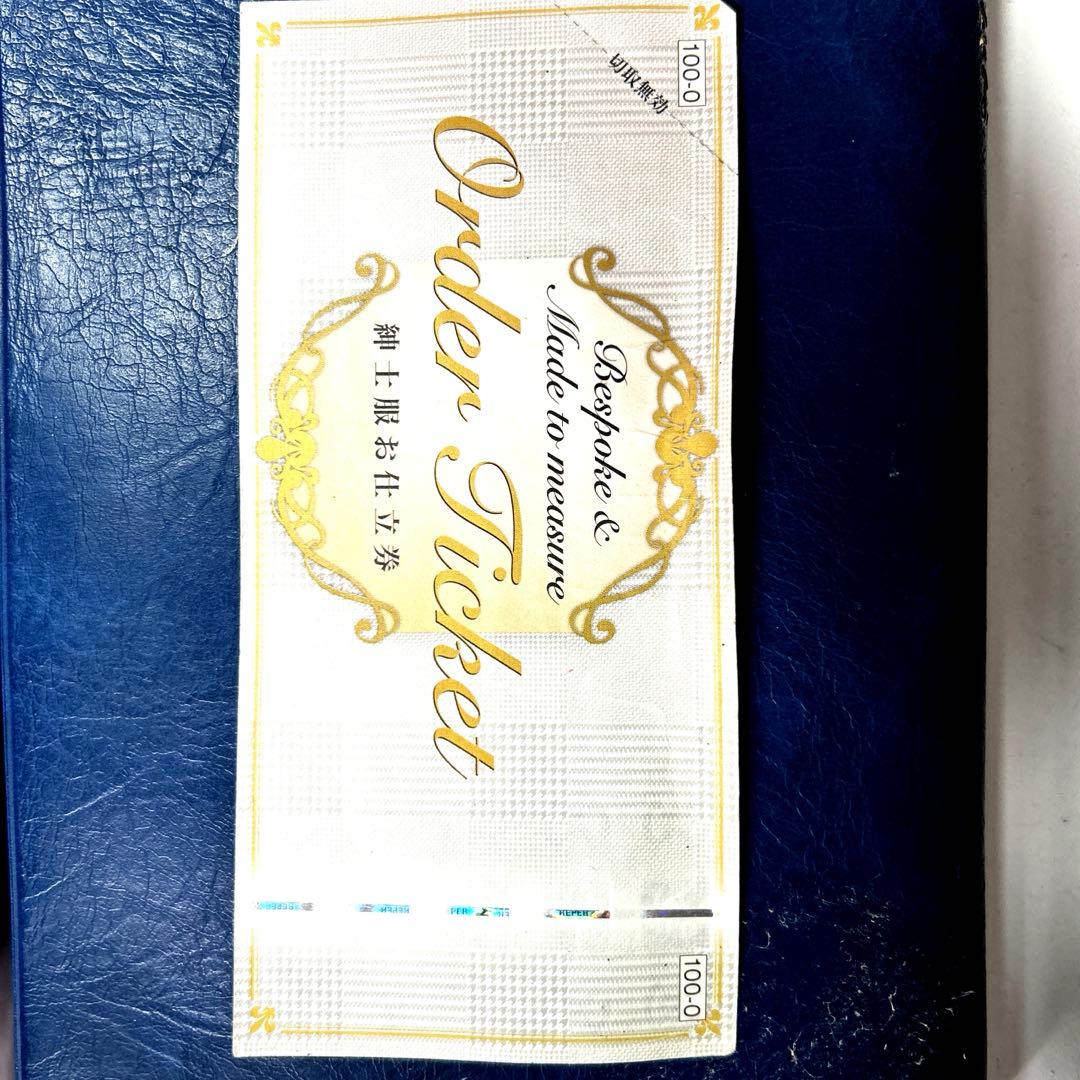 100-0
切取無効
Bespoke &
Made to measure
Order Ticket
紳士服お仕立券
REPER
100-0